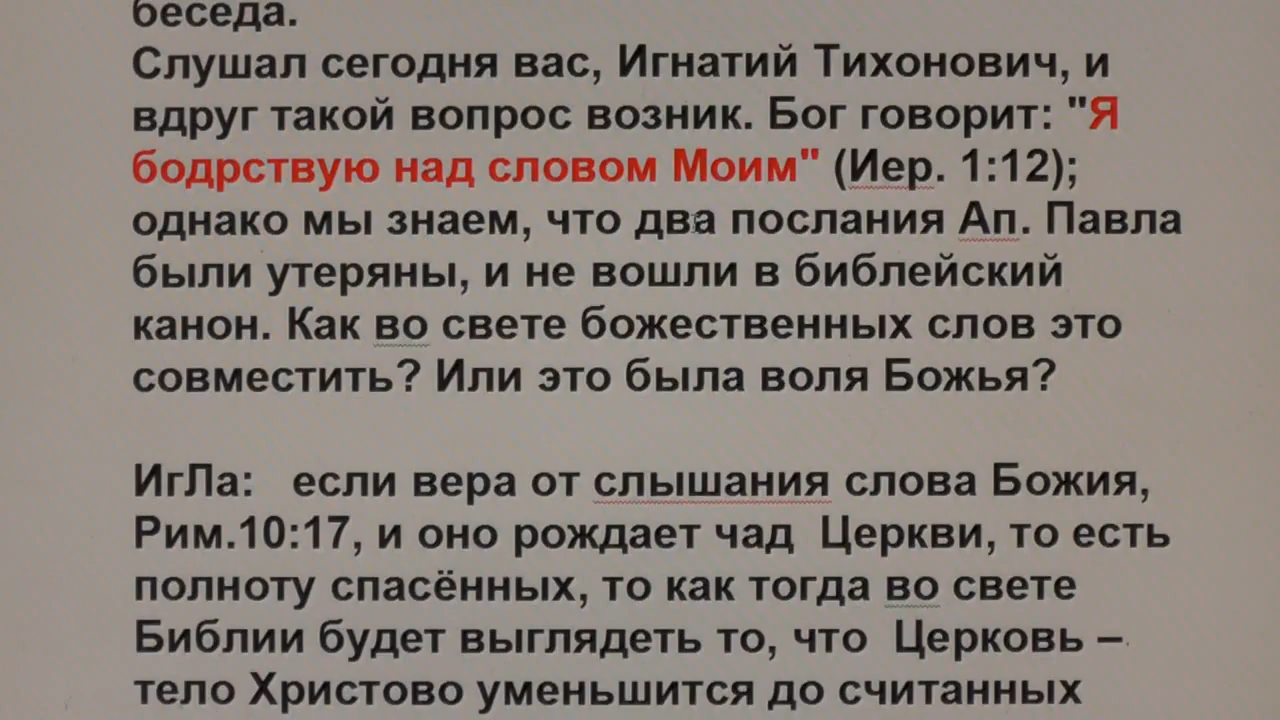 беседа.
Слушал сегодня вас, Игнатий Тихонович, и
вдруг такой вопрос возник. Бог говорит: "Я
бодрствую над словом Моим" (Иер. 1:12);
однако мы знаем, что два послания Ап. Павла
были утеряны, и не вошли в библейский
канон. Как во свете божественных слов это
совместить? Или это была воля Божья?
ИгЛа: если вера от слышания слова Божия,
Рим.10:17, и оно рождает чад Церкви, то есть
полноту спасённых, то как тогда во свете
Библии будет выглядеть то, что Церковь –
тело Христово уменьшится до считанных